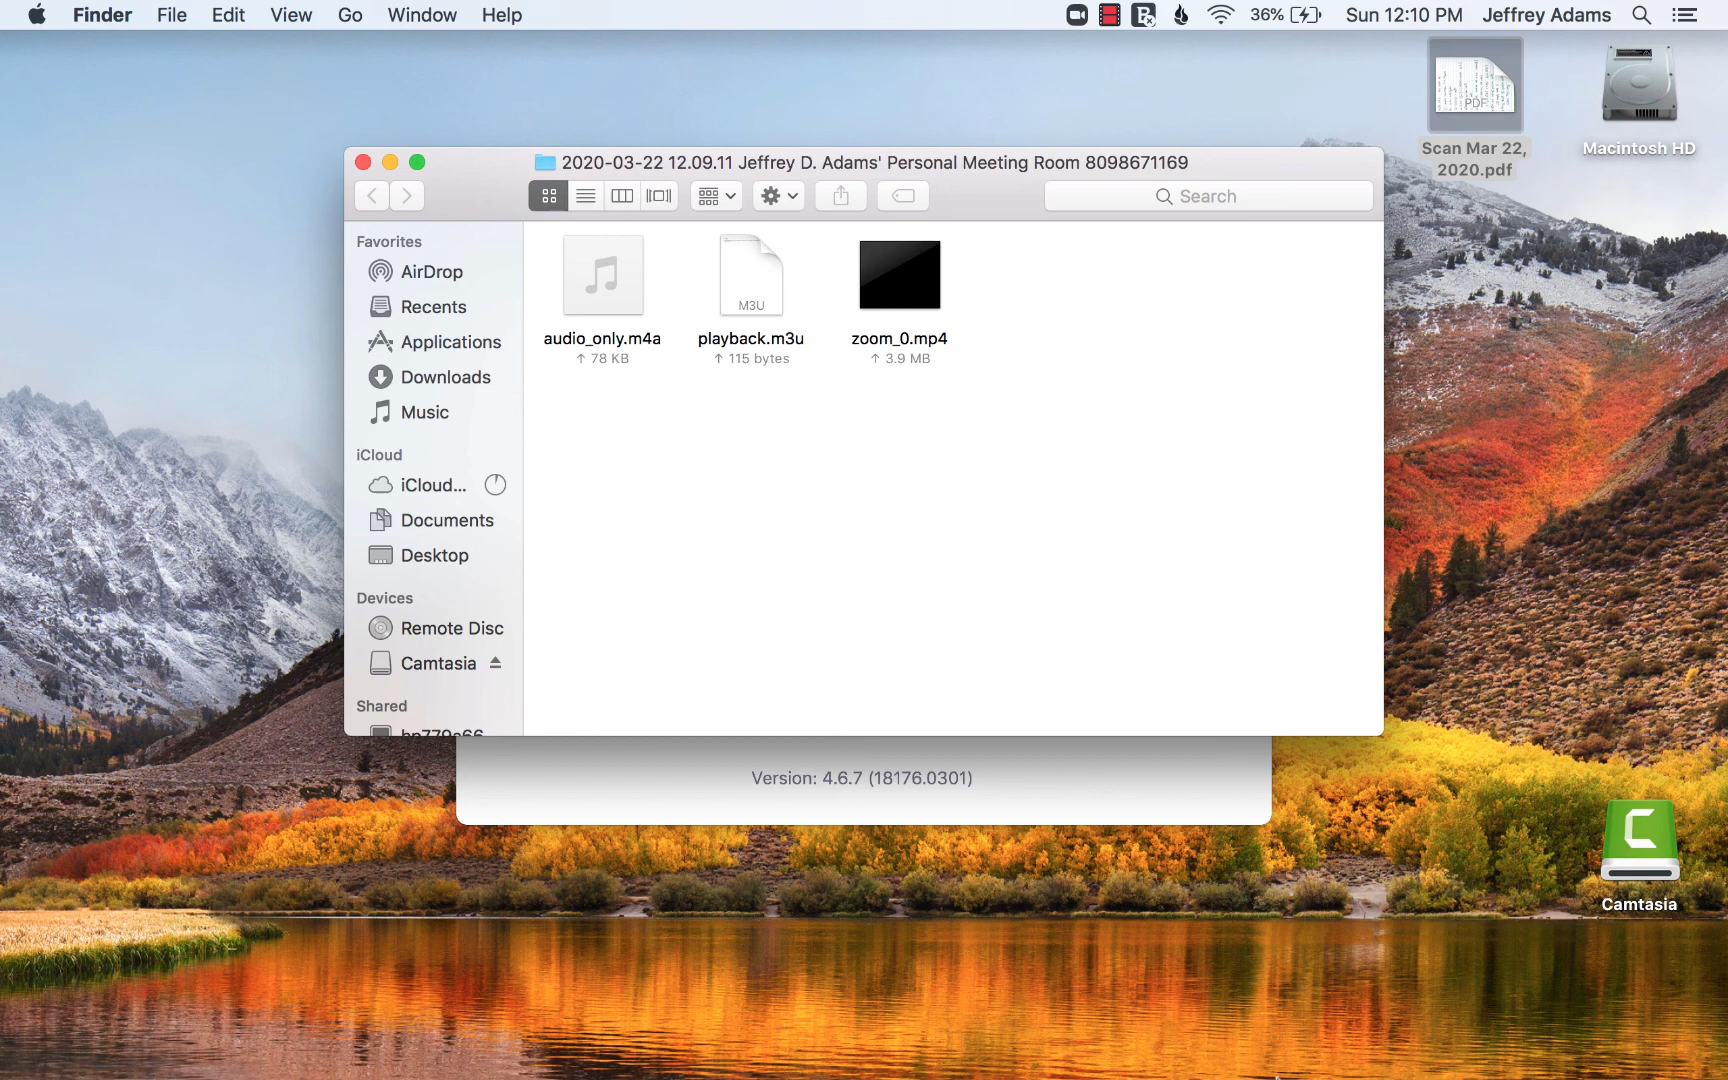 Finder File Edit View Go Window Help 36% Sun 12:10 PM Jeffrey Adams
PDF
Scan Mar 22,
2020.pdf
Macintosh HD
2020-03-22 12.09.11 Jeffrey D. Adams' Personal Meeting Room 8098671169
Search
Favorites
AirDrop
Recents
Applications
Downloads
Music
iCloud
iCloud...
Documents
Desktop
Devices
Remote Disc
Camtasia
Shared
M3U
audio_only.m4a
↑ 78 KB
playback.m3u
↑ 115 bytes
zoom_0.mp4
↑ 3.9 MB
Version: 4.6.7 (18176.0301)
C
Camtasia